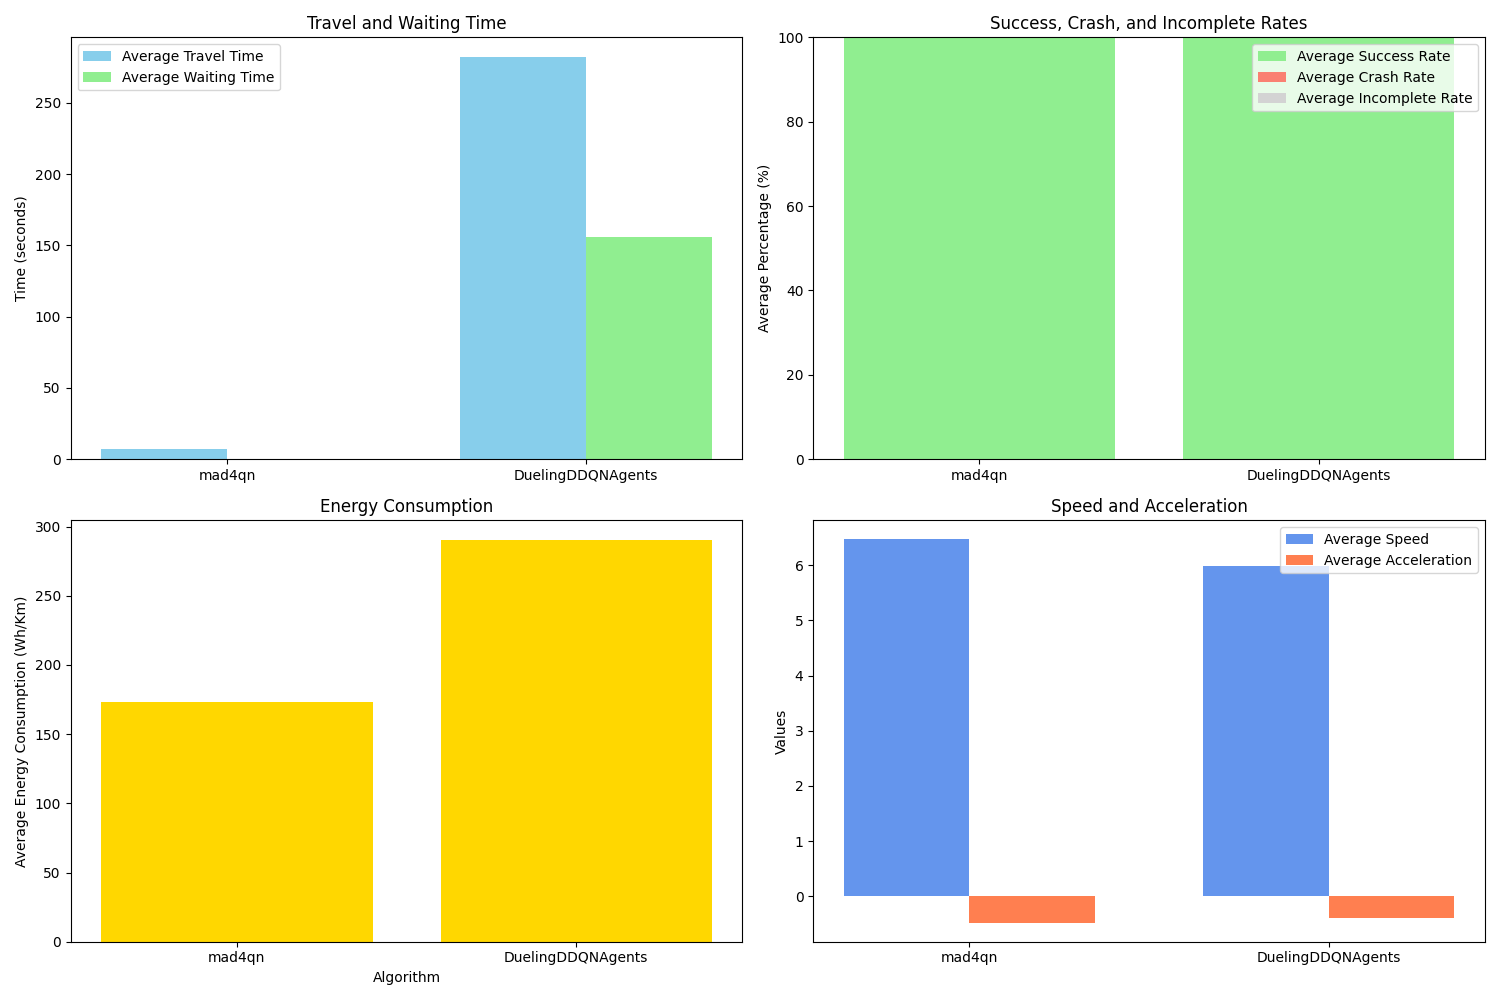 Travel and Waiting Time
Average Travel Time
Average Waiting Time
Time (seconds)
250
200
150
100
50
0
mad4qn
DuelingDDQNAgents
Success, Crash, and Incomplete Rates
Average Success Rate
Average Crash Rate
Average Incomplete Rate
Average Percentage (%)
100
80
60
40
20
0
mad4qn
DuelingDDQNAgents
Energy Consumption
Average Energy Consumption (Wh/Km)
300
250
200
150
100
50
0
mad4qn
DuelingDDQNAgents
Algorithm
Speed and Acceleration
Average Speed
Average Acceleration
Values
6
5
4
3
2
1
0
mad4qn
DuelingDDQNAgents